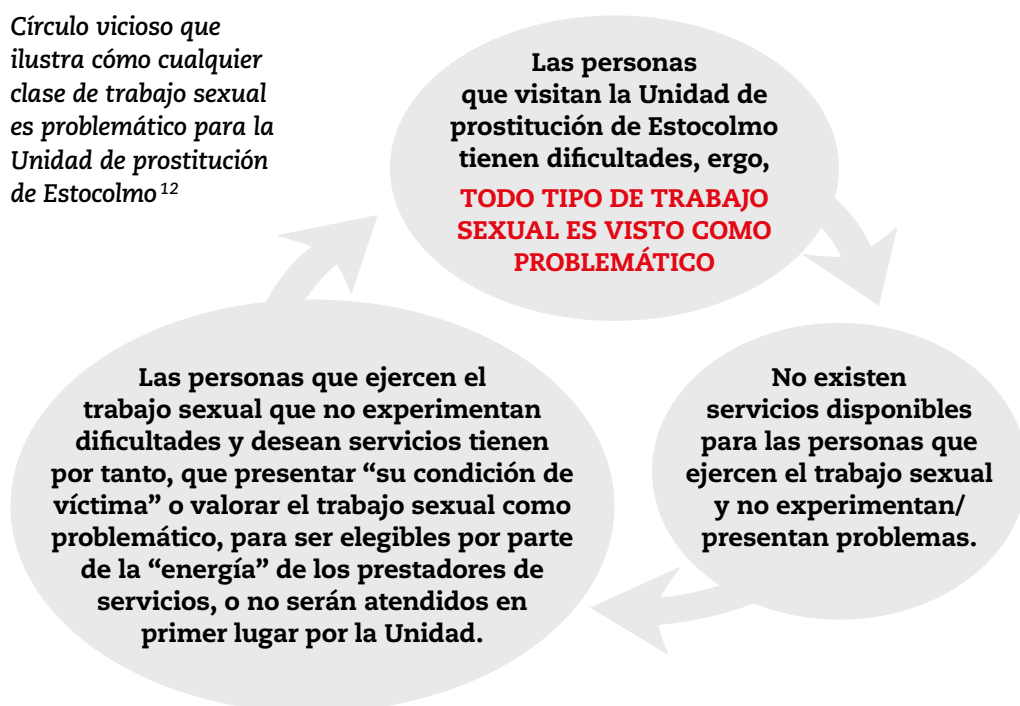 Círculo vicioso que
ilustra cómo cualquier
clase de trabajo sexual
es problemático para la
Unidad de prostitución
de Estocolmo 12
Las personas
que visitan la Unidad de
prostitución de Estocolmo
tienen dificultades, ergo,
TODO TIPO DE TRABAJO
SEXUAL ES VISTO COMO
PROBLEMÁTICO
No existen
servicios disponibles
para las personas que
ejercen el trabajo sexual
y no experimentan/
presentan problemas.
Las personas que ejercen el
trabajo sexual que no experimentan
dificultades y desean servicios tienen
por tanto, que presentar “su condición de
víctima” o valorar el trabajo sexual como
problemático, para ser elegibles por parte
de la “energía” de los prestadores de
servicios, o no serán atendidos en
primer lugar por la Unidad.